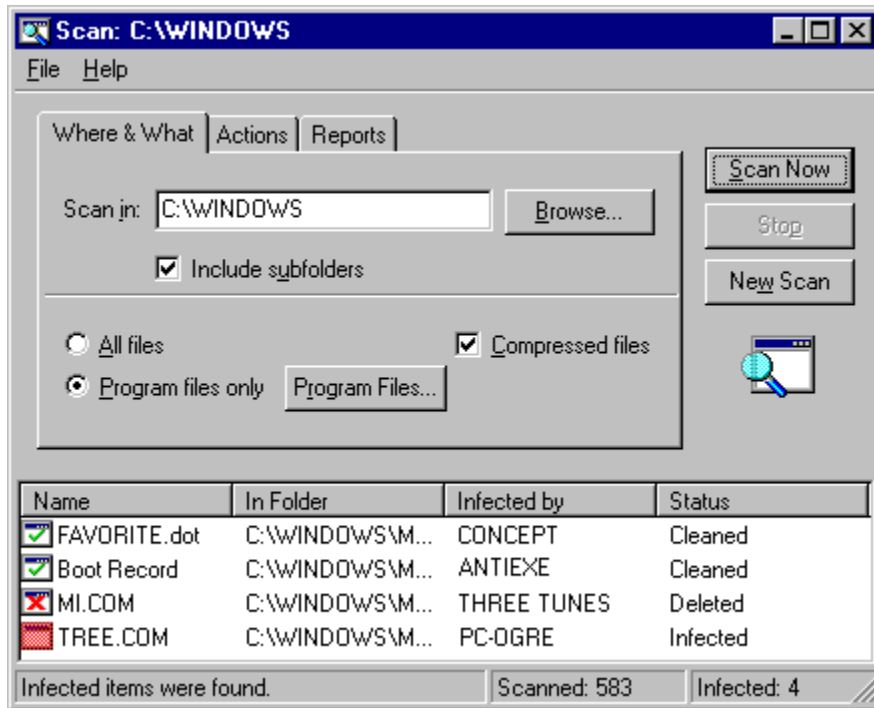 Scan: C:\WINDOWS
File Help
Where & What Actions Reports
Scan in: C:\WINDOWS Browse...
Include subfolders
All files Compressed files
Program files only Program Files...
Scan Now
Stop
New Scan
Name In Folder Infected by Status
FAVORITE.dot C:\WINDOWS\M... CONCEPT Cleaned
Boot Record C:\WINDOWS\M... ANTIEXE Cleaned
MI.COM C:\WINDOWS\M... THREE TUNES Deleted
TREE.COM C:\WINDOWS\M... PC-OGRE Infected
Infected items were found. Scanned: 583 Infected: 4